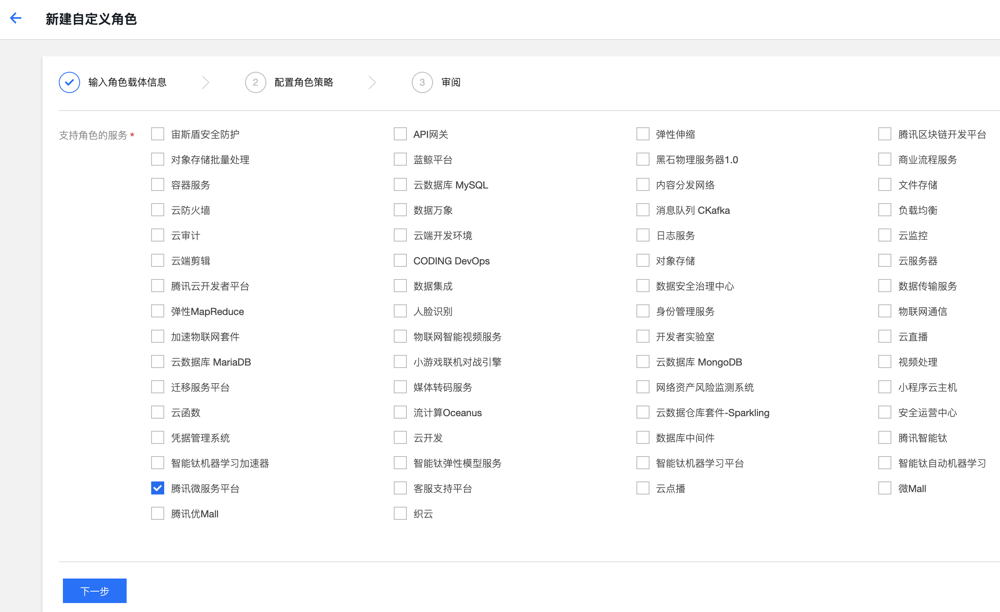 新建自定义角色
输入角色载体信息 2 配置角色策略 3 审阅
支持角色的服务 * 宙斯盾安全防护 API网关 弹性伸缩 腾讯区块链开发平台
对象存储批量处理 蓝鲸平台 黑石物理服务器1.0 商业流程服务
容器服务 云数据库 MySQL 内容分发网络 文件存储
云防火墙 数据万象 消息队列 CKafka 负载均衡
云审计 云端开发环境 日志服务 云监控
云端剪辑 CODING DevOps 对象存储 云服务器
腾讯云开发者平台 数据集成 数据安全治理中心 数据传输服务
弹性MapReduce 人脸识别 身份管理服务 物联网通信
加速物联网套件 物联网智能视频服务 开发者实验室 云直播
云数据库 MariaDB 小游戏联机对战引擎 云数据库 MongoDB 视频处理
迁移服务平台 媒体转码服务 网络资产风险监测系统 小程序云主机
云函数 流计算Oceanus 云数据仓库套件-Sparkling 安全运营中心
凭据管理系统 云开发 数据库中间件 腾讯智能钛
智能钛机器学习加速器 智能钛弹性模型服务 智能钛机器学习平台 智能钛自动机器学习
腾讯微服务平台 客服支持平台 云点播 微Mall
腾讯优Mall 织云
下一步